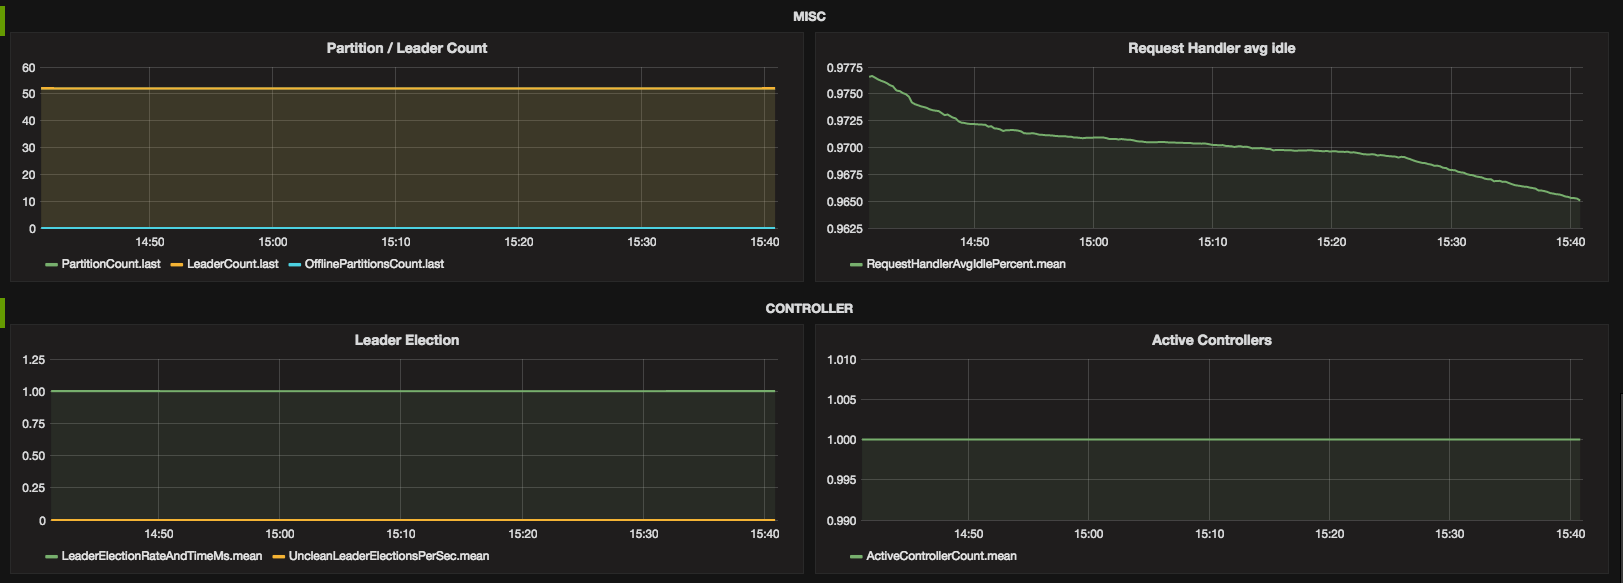 MISC
Partition / Leader Count
60
50
40
30
20
10
0
14:50 15:00 15:10 15:20 15:30 15:40
PartitionCount.last LeaderCount.last OfflinePartitionsCount.last
Request Handler avg idle
0.9775
0.9750
0.9725
0.9700
0.9675
0.9650
0.9625
14:50 15:00 15:10 15:20 15:30 15:40
RequestHandlerAvgIdlePercent.mean
CONTROLLER
Leader Election
1.25
1.00
0.75
0.50
0.25
0
14:50 15:00 15:10 15:20 15:30 15:40
LeaderElectionRateAndTimeMs.mean UncleanLeaderElectionsPerSec.mean
Active Controllers
1.010
1.005
1.000
0.995
0.990
14:50 15:00 15:10 15:20 15:30 15:40
ActiveControllerCount.mean